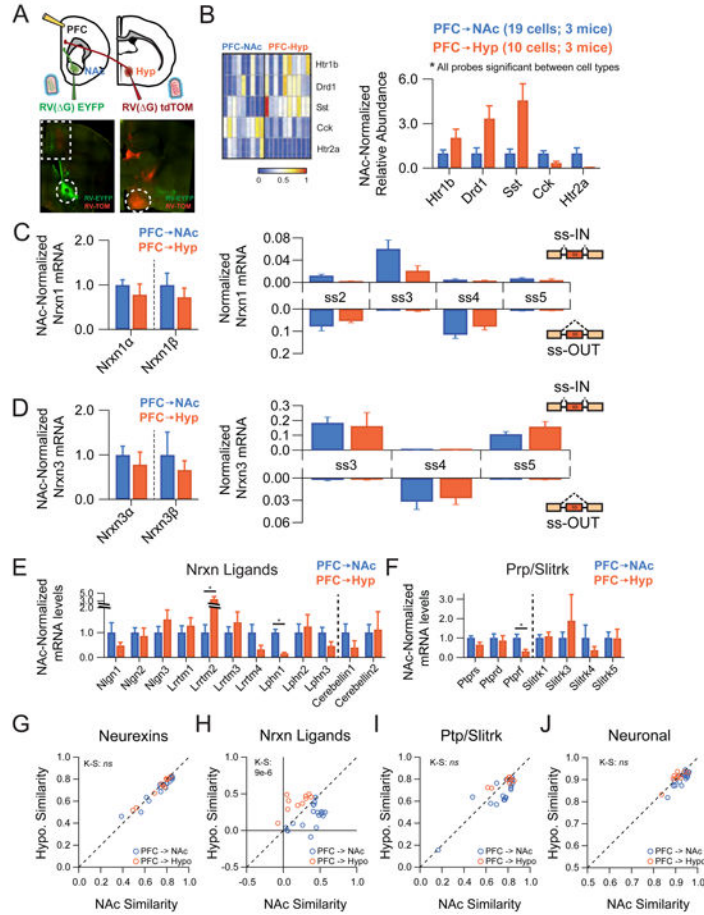 A
PFC
NAc
Hyp
RV(ΔG) EYFP
RV(ΔG) tdTOM
RV-EYFP
RV-TOM
RV-EYFP
RV-TOM
B
PFC-NAc
PFC-Hyp
Htr1b
Drd1
Sst
Cck
Htr2a
0
0.5
1
PFC→NAc (19 cells; 3 mice)
PFC→Hyp (10 cells; 3 mice)
* All probes significant between cell types
NAc-Normalized
Relative Abundance
6.0
3.0
0
Htr1b
Drd1
Sst
Cck
Htr2a
C
PFC→NAc
PFC→Hyp
NAc-Normalized
Nrxn1 mRNA
2.0
1.0
0
Nrxn1α
Nrxn1β
Normalized
Nrxn1 mRNA
0.08
0.04
0.00
0.0
0.1
0.2
ss2
ss3
ss4
ss5
ss-IN
ss-OUT
D
PFC→NAc
PFC→Hyp
NAc-Normalized
Nrxn3 mRNA
2.0
1.0
0
Nrxn3α
Nrxn3β
Normalized
Nrxn3 mRNA
0.3
0.2
0.1
0
0.00
0.03
0.06
ss3
ss4
ss5
ss-IN
ss-OUT
E
Nrxn Ligands
PFC→NAc
PFC→Hyp
NAc-Normalized
mRNA levels
5.0
3.0
2.0
1.0
0
*
*
Nlgn1
Nlgn2
Nlgn3
Lrrtm1
Lrrtm2
Lrrtm3
Lrrtm4
Lphn1
Lphn2
Lphn3
Cerebellin1
Cerebellin2
F
Prp/Slitrk
PFC→NAc
PFC→Hyp
NAc-Normalized
mRNA levels
4.0
3.0
2.0
1.0
0
*
Ptprs
Ptprd
Ptprf
Slitrk1
Slitrk3
Slitrk4
Slitrk5
G
Neurexins
K-S: ns
Hypo. Similarity
1.0
0.8
0.6
0.4
0.2
0.0
0.0 0.2 0.4 0.6 0.8 1.0
PFC -> NAc
PFC -> Hypo
NAc Similarity
H
Nrxn Ligands
K-S:
9e-6
Hypo. Similarity
1.0
0.5
0.0
-0.5
-0.5 0.0 0.5 1.0
PFC -> NAc
PFC -> Hypo
NAc Similarity
I
Ptp/Slitrk
K-S: ns
Hypo. Similarity
1.0
0.8
0.6
0.4
0.2
0.0
0.0 0.2 0.4 0.6 0.8 1.0
PFC -> NAc
PFC -> Hypo
NAc Similarity
J
Neuronal
K-S: ns
Hypo. Similarity
1.0
0.9
0.8
0.7
0.6
0.5
0.5 0.6 0.7 0.8 0.9 1.0
PFC -> NAc
PFC -> Hypo
NAc Similarity